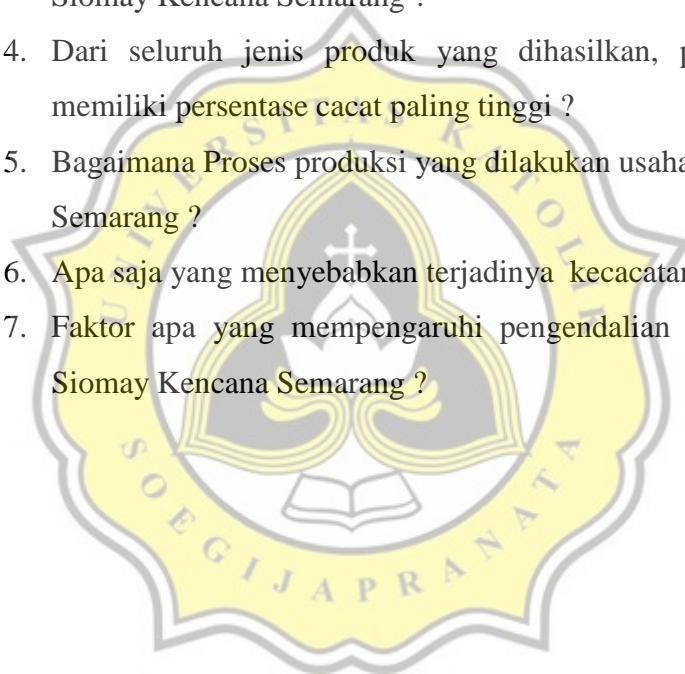 Siomay Kencana Semarang ?
4. Dari seluruh jenis produk yang dihasilkan,
memiliki persentase cacat paling tinggi ?
5. Bagaimana Proses produksi yang dilakukan usaha
Semarang ?
6. Apa saja yang menyebabkan terjadinya kecacatan
7. Faktor apa yang mempengaruhi pengendalian
Siomay Kencana Semarang ?
UNIVERSITAS KATOLIK
SOEGIJAPRANATA